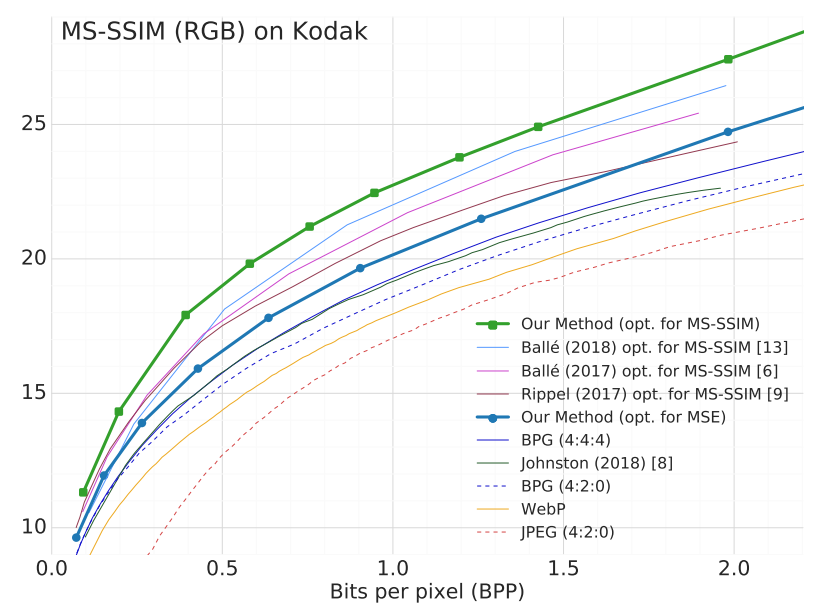 MS-SSIM (RGB) on Kodak
25
20
15
10
Our Method (opt. for MS-SSIM)
Ballé (2018) opt. for MS-SSIM [13]
Ballé (2017) opt. for MS-SSIM [6]
Rippel (2017) opt. for MS-SSIM [9]
Our Method (opt. for MSE)
BPG (4:4:4)
Johnston (2018) [8]
BPG (4:2:0)
WebP
JPEG (4:2:0)
0.0 0.5 1.0 1.5 2.0
Bits per pixel (BPP)